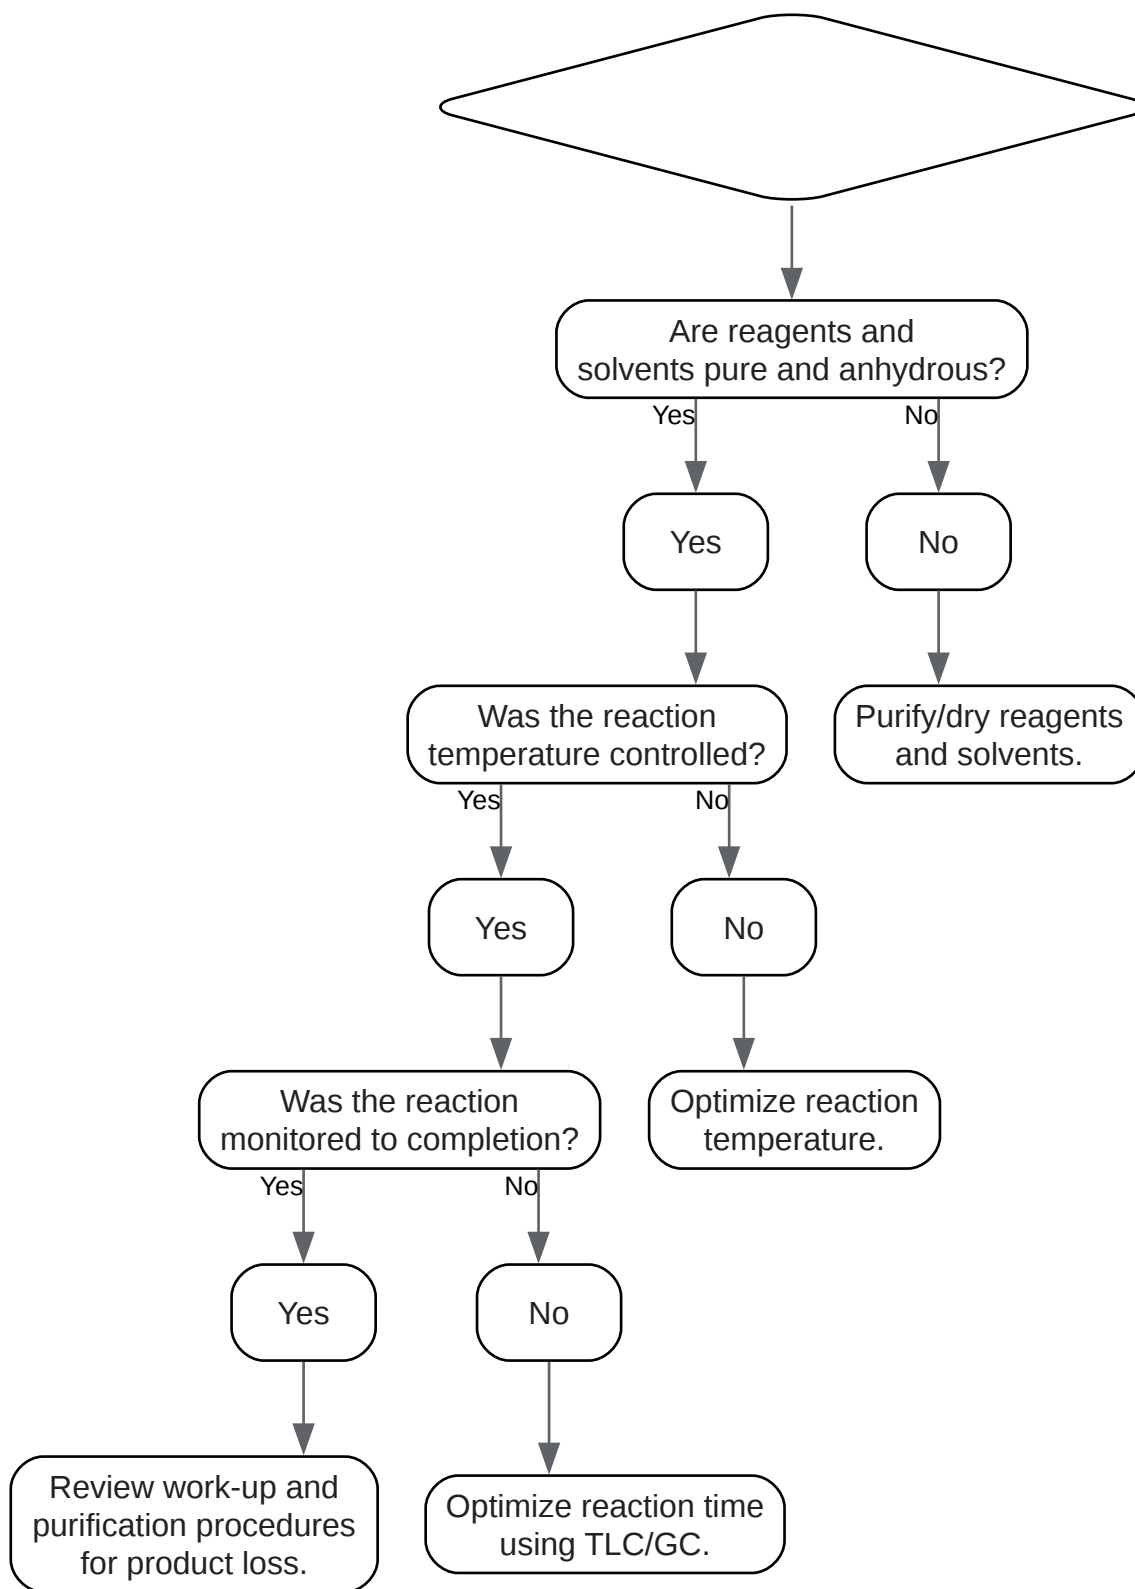 Are reagents and
solvents pure and anhydrous?
Yes
No
Yes
No
Was the reaction
temperature controlled?
Purify/dry reagents
and solvents.
Yes
No
Yes
No
Was the reaction
monitored to completion?
Optimize reaction
temperature.
Yes
No
Yes
No
Review work-up and
purification procedures
for product loss.
Optimize reaction time
using TLC/GC.